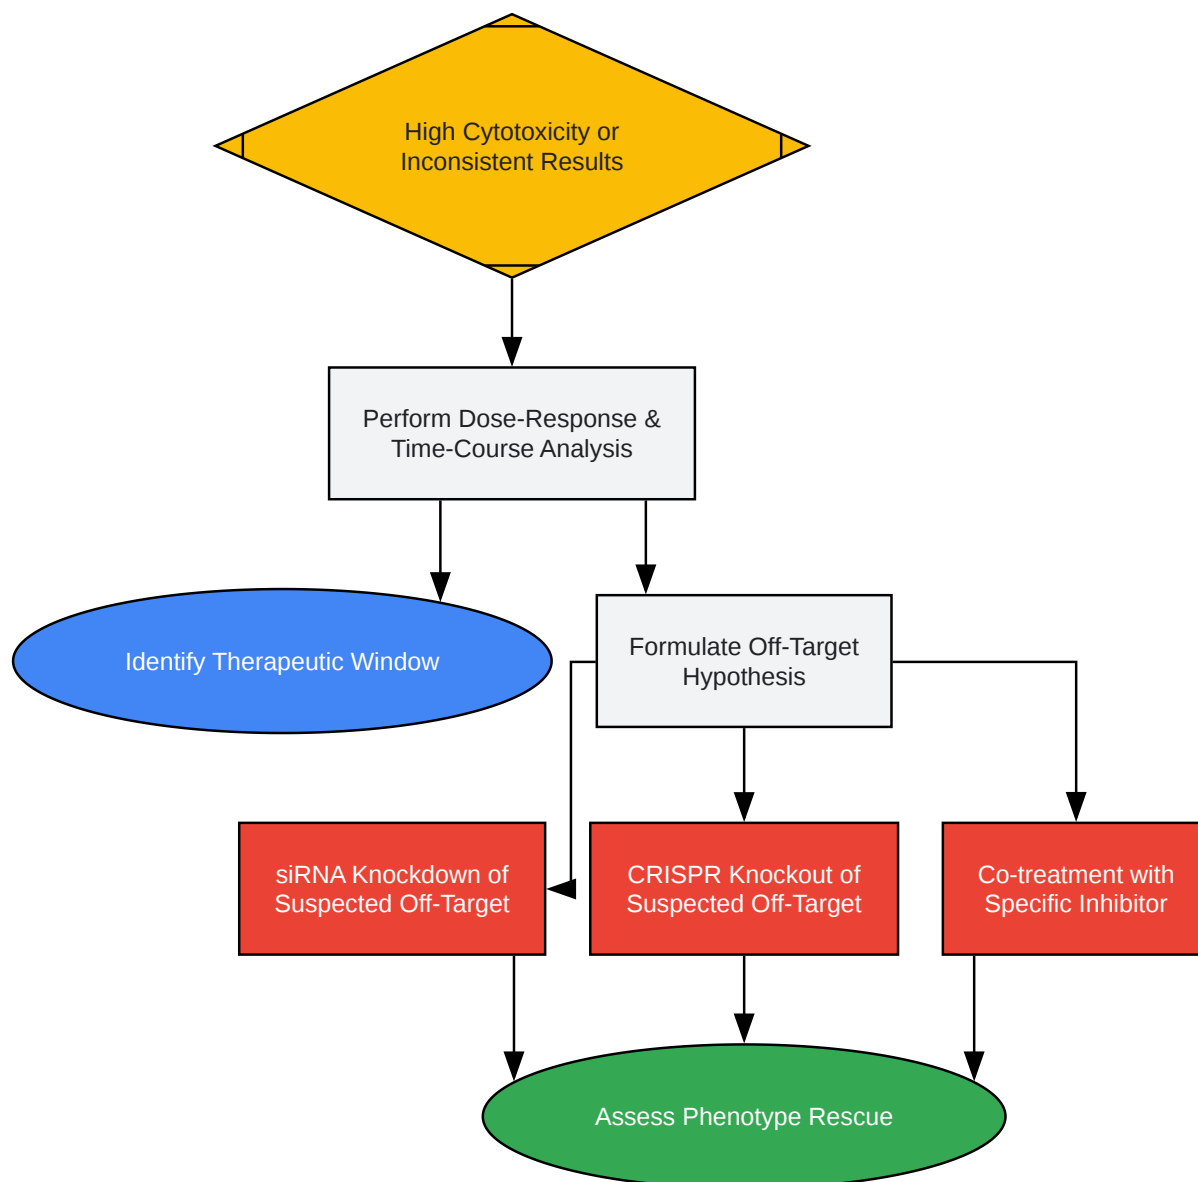 High Cytotoxicity or
Inconsistent Results
Perform Dose-Response &
Time-Course Analysis
Identify Therapeutic Window
Formulate Off-Target
Hypothesis
siRNA Knockdown of
Suspected Off-Target
CRISPR Knockout of
Suspected Off-Target
Co-treatment with
Specific Inhibitor
Assess Phenotype Rescue